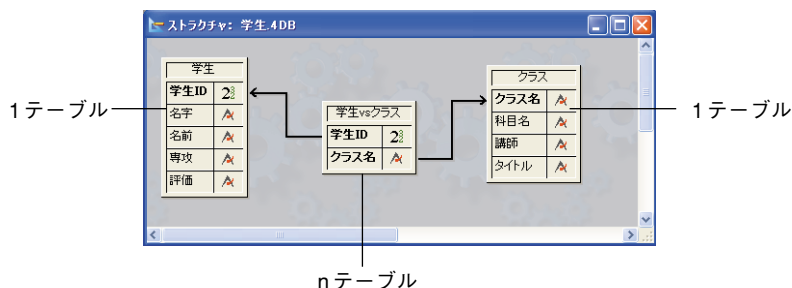 ストラクチャ：学生.4DB
学生
学生ID
名字
名前
専攻
評価
学生vsクラス
学生ID
クラス名
クラス
クラス名
科目名
講師
タイトル
1テーブル
1テーブル
nテーブル